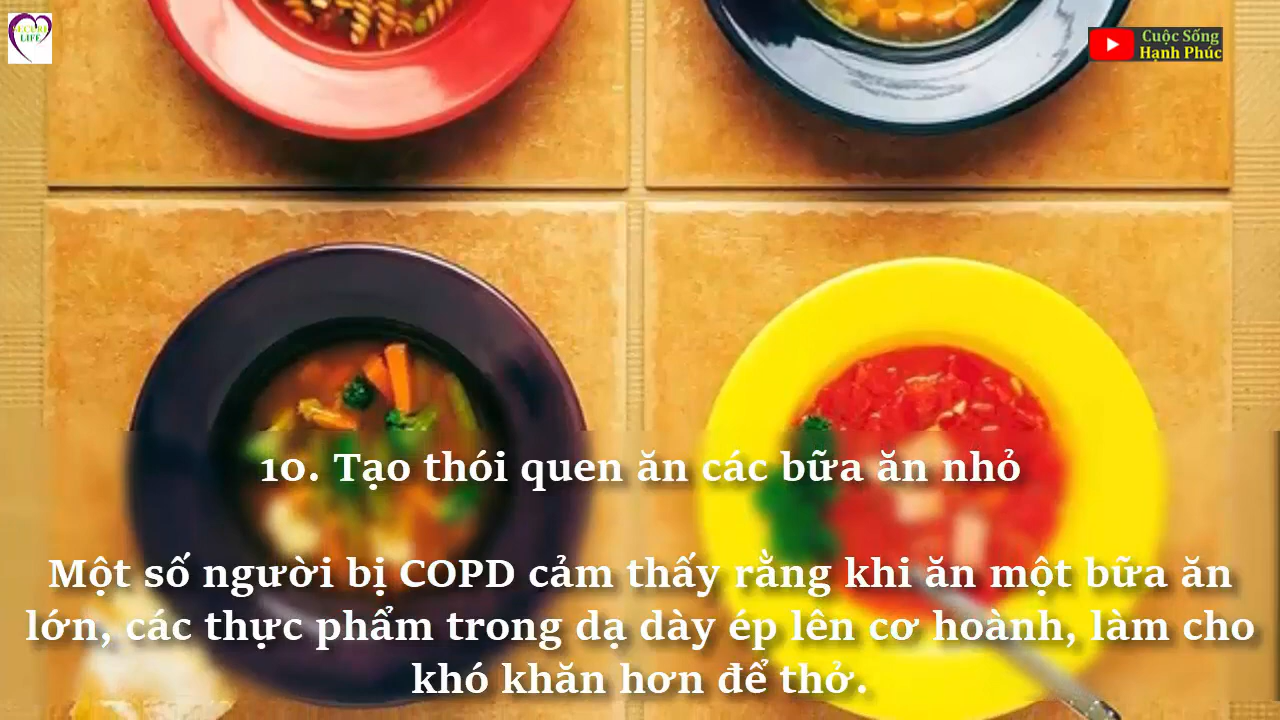 SECURE
LIFE
Cuộc Sống
Hạnh Phúc
10. Tạo thói quen ăn các bữa ăn nhỏ
Một số người bị COPD cảm thấy rằng khi ăn một bữa ăn
lớn, các thực phẩm trong dạ dày ép lên cơ hoành, làm cho
khó khăn hơn để thở.